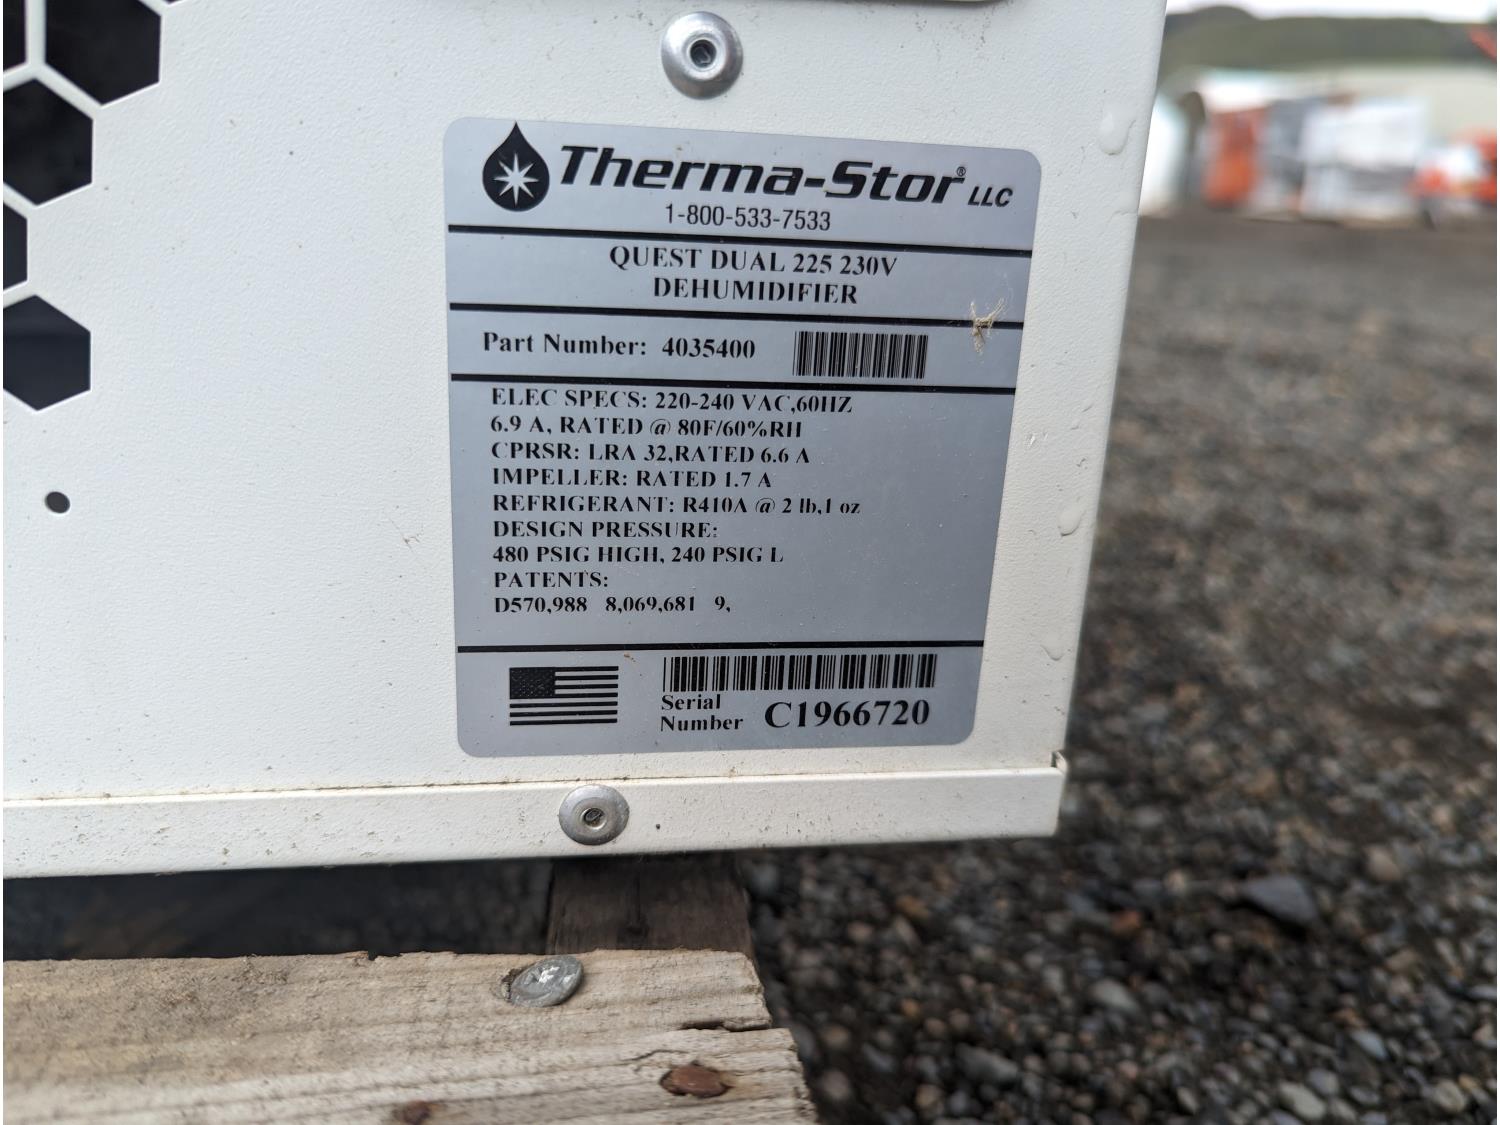 Therma-Stor® LLC
1-800-533-7533
QUEST DUAL 225 230V
DEHUMIDIFIER
Part Number: 4035400
ELEC SPECS: 220-240 VAC,60HZ
6.9 A, RATED @ 80F/60%RH
CPRSR: LRA 32,RATED 6.6 A
IMPELLER: RATED 1.7 A
REFRIGERANT: R410A @ 2 lb,1 oz
DESIGN PRESSURE:
480 PSIG HIGH, 240 PSIG L
PATENTS:
D570,988 8,069,681 9,
Serial
Number C1966720